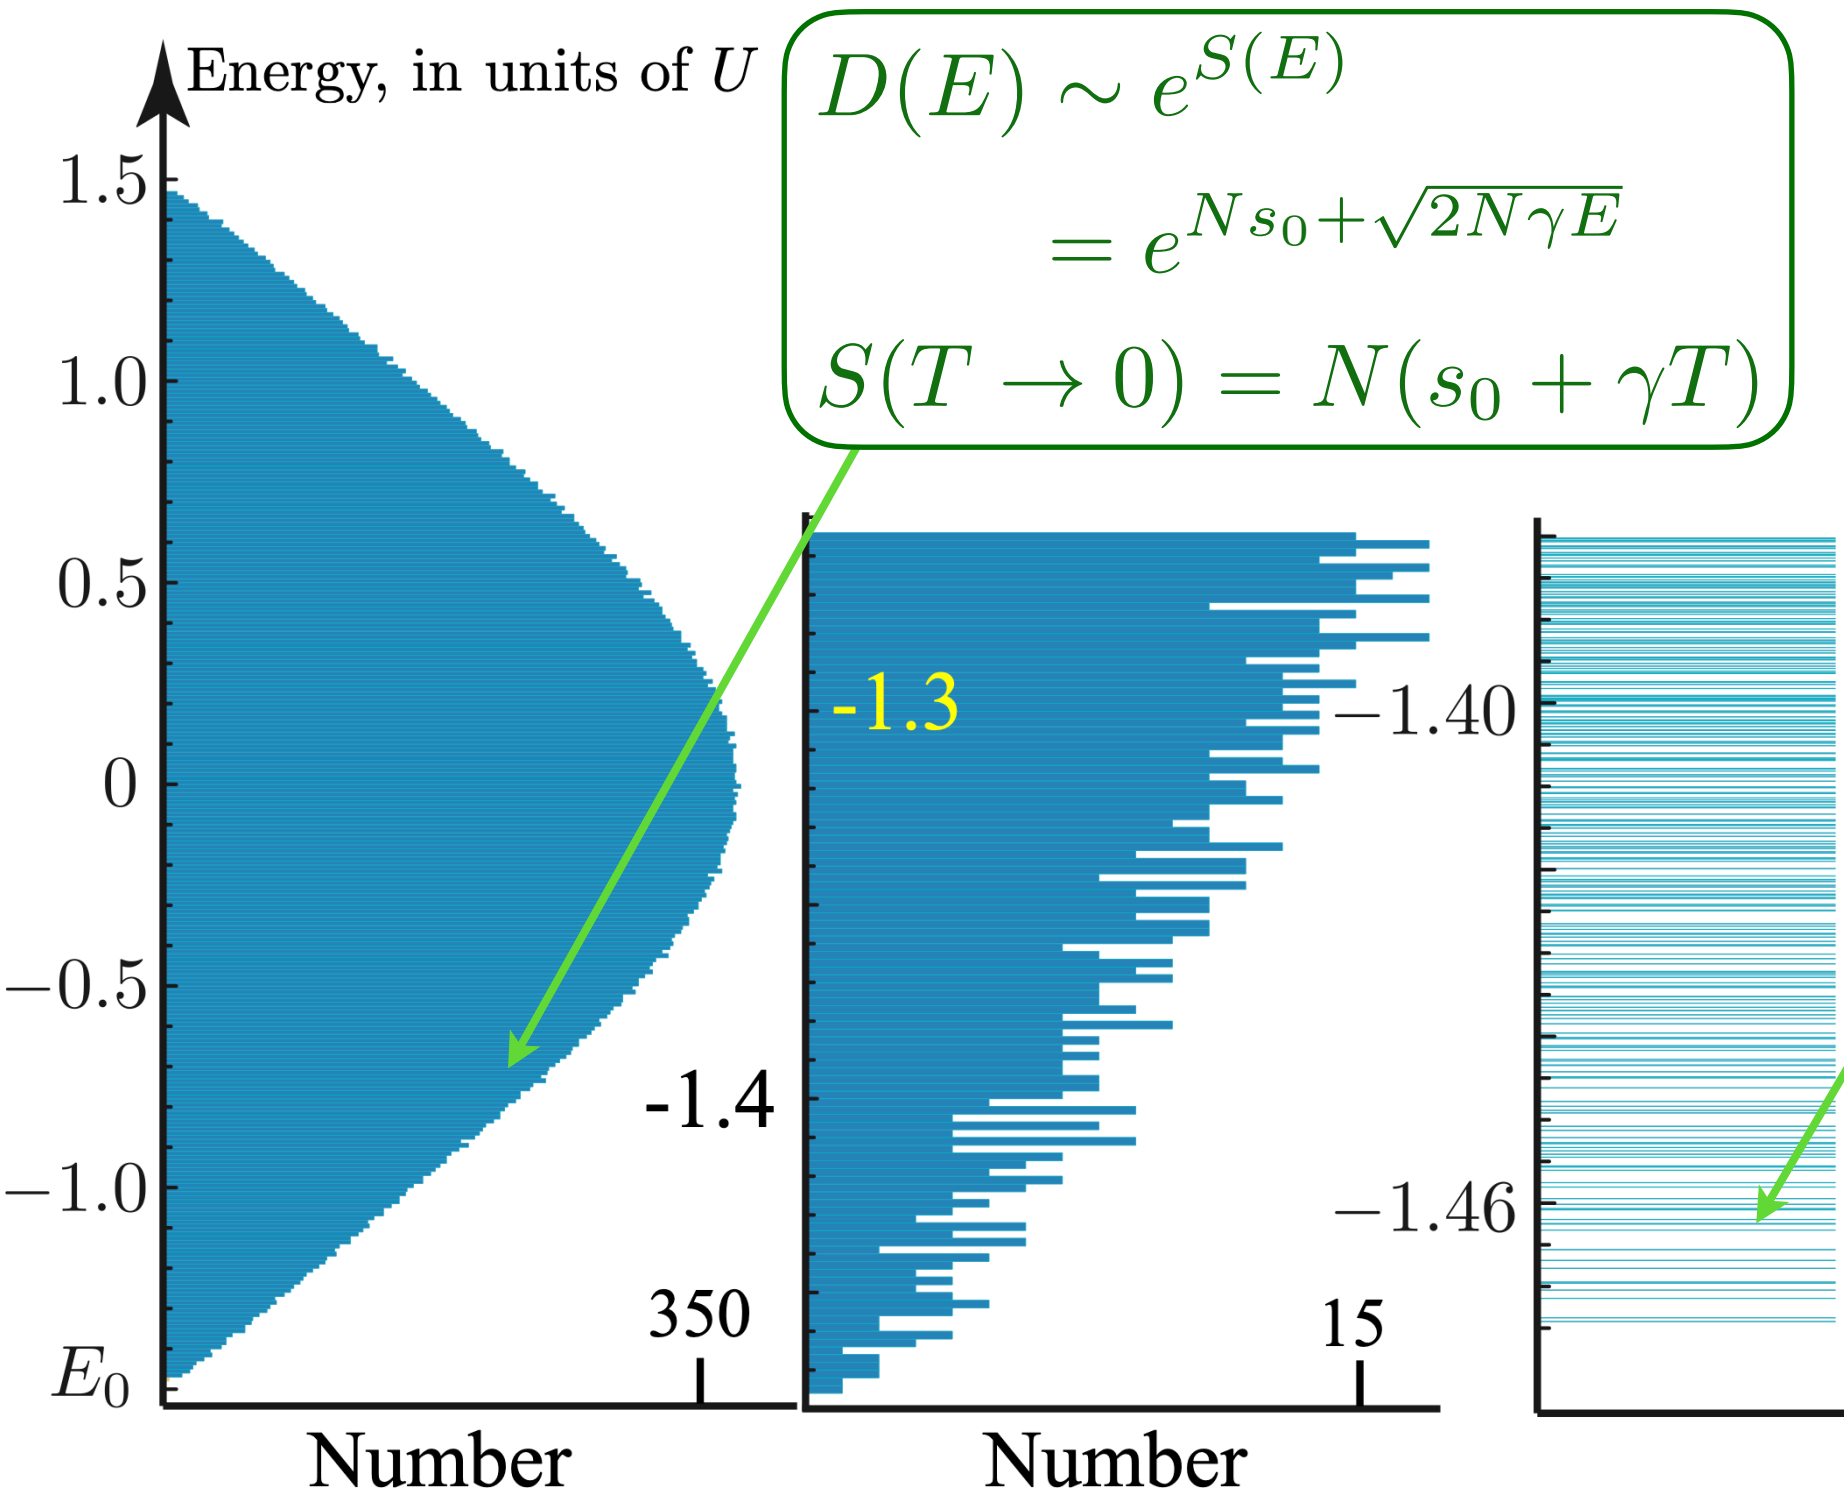 Energy, in units of U
D(E) ∼ e^{S(E)}
= e^{Ns_0+√(2NγE)}
S(T → 0) = N(s_0 + γT)
1.5
1.0
0.5
0
−0.5
−1.0
E_0
350
Number
-1.3
-1.4
15
Number
−1.40
−1.46